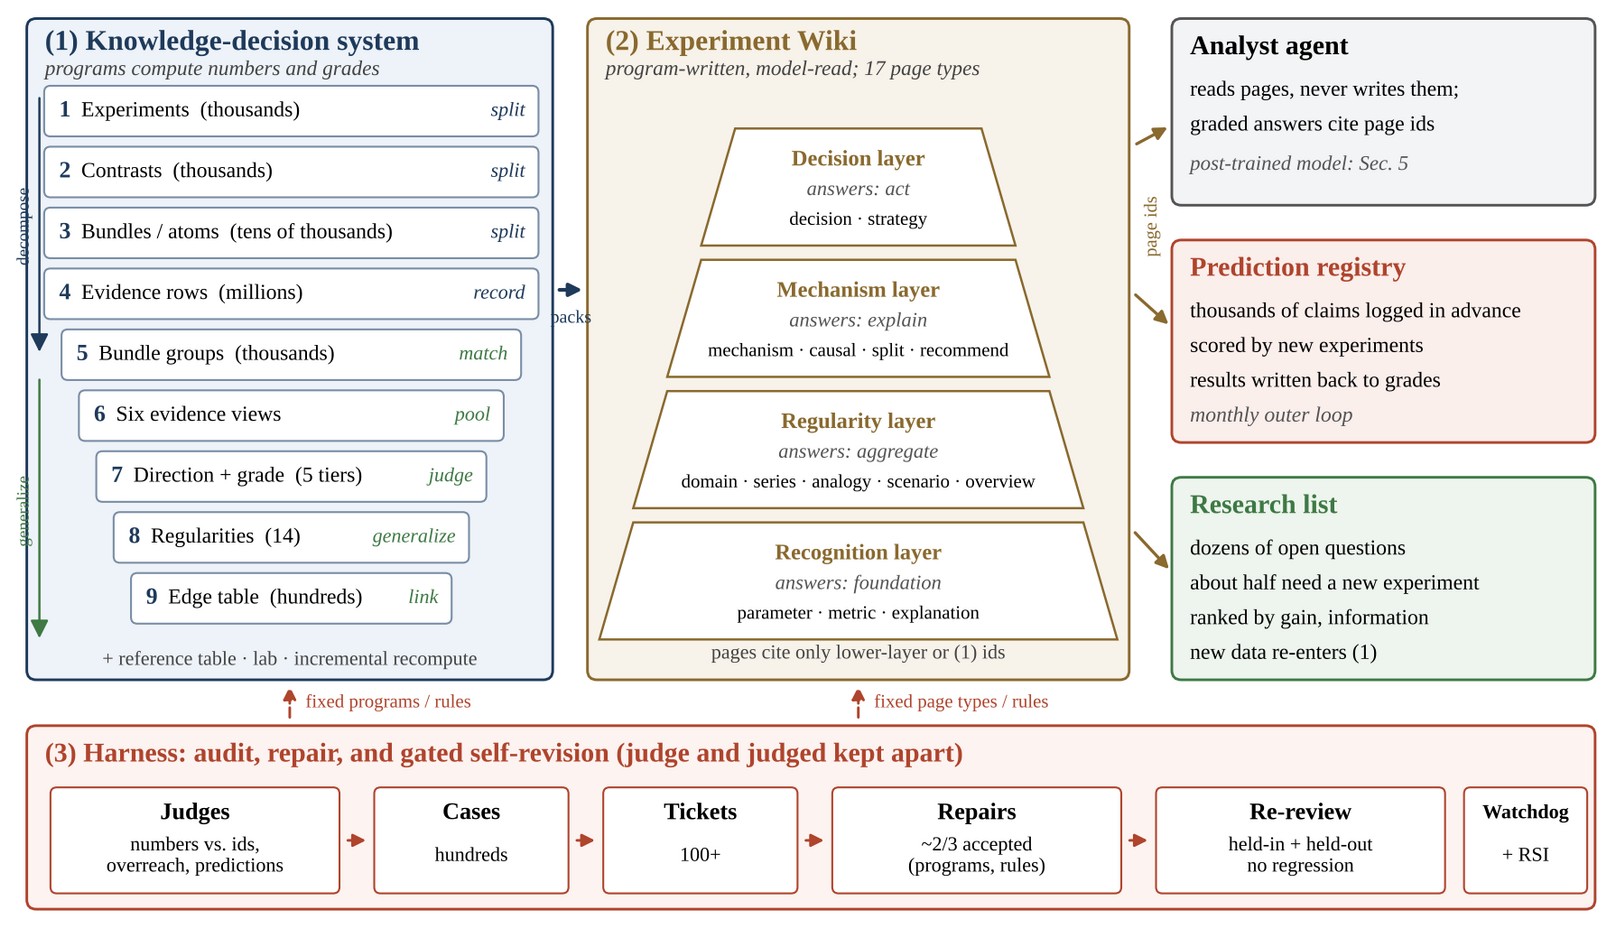 (1) Knowledge-decision system
programs compute numbers and grades
decompose
1 Experiments (thousands) split
2 Contrasts (thousands) split
3 Bundles / atoms (tens of thousands) split
4 Evidence rows (millions) record
generalize
5 Bundle groups (thousands) match
6 Six evidence views pool
7 Direction + grade (5 tiers) judge
8 Regularities (14) generalize
9 Edge table (hundreds) link
+ reference table · lab · incremental recompute
packs
(2) Experiment Wiki
program-written, model-read; 17 page types
Decision layer
answers: act
decision · strategy
Mechanism layer
answers: explain
mechanism · causal · split · recommend
Regularity layer
answers: aggregate
domain · series · analogy · scenario · overview
Recognition layer
answers: foundation
parameter · metric · explanation
pages cite only lower-layer or (1) ids
page ids
Analyst agent
reads pages, never writes them;
graded answers cite page ids
post-trained model: Sec. 5
Prediction registry
thousands of claims logged in advance
scored by new experiments
results written back to grades
monthly outer loop
Research list
dozens of open questions
about half need a new experiment
ranked by gain, information
new data re-enters (1)
fixed programs / rules
fixed page types / rules
(3) Harness: audit, repair, and gated self-revision (judge and judged kept apart)
Judges
numbers vs. ids,
overreach, predictions
Cases
hundreds
Tickets
100+
Repairs
~2/3 accepted
(programs, rules)
Re-review
held-in + held-out
no regression
Watchdog
+ RSI